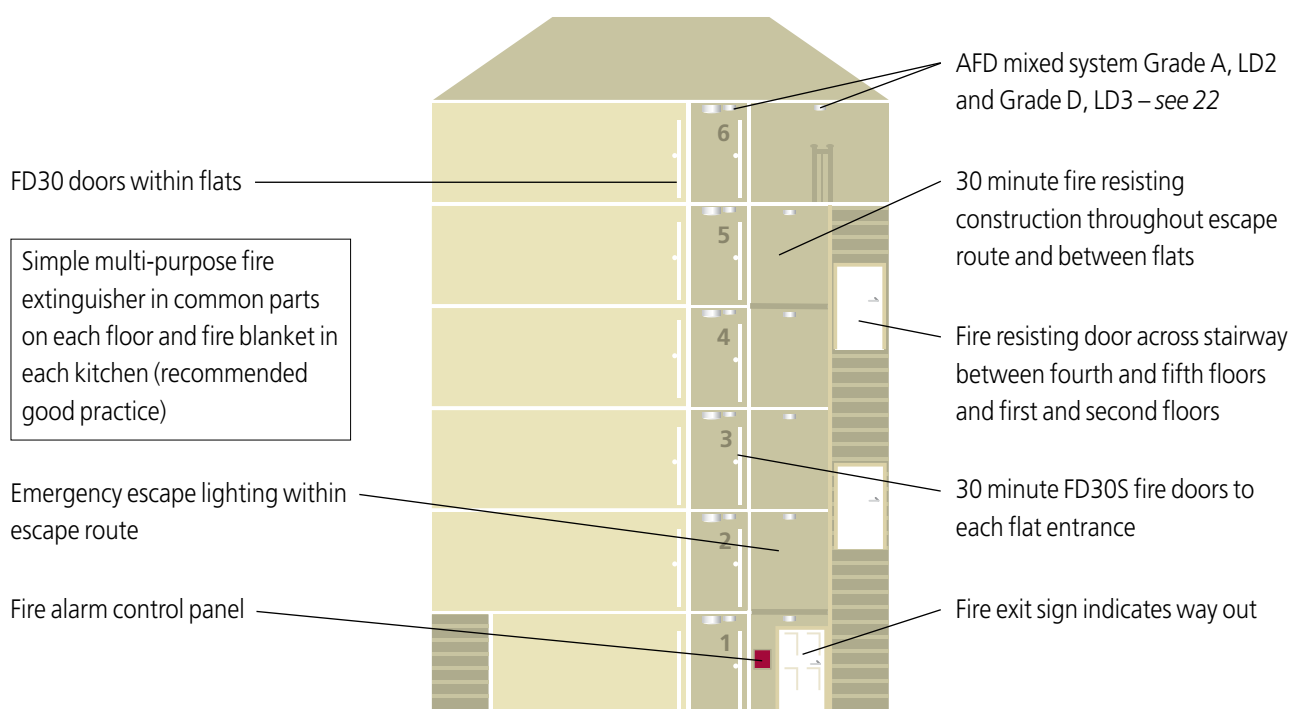 FD30 doors within flats
Simple multi-purpose fire
extinguisher in common parts
on each floor and fire blanket in
each kitchen (recommended
good practice)
Emergency escape lighting within
escape route
Fire alarm control panel
6
5
4
3
2
1
AFD mixed system Grade A, LD2
and Grade D, LD3 – see 22
30 minute fire resisting
construction throughout escape
route and between flats
Fire resisting door across stairway
between fourth and fifth floors
and first and second floors
30 minute FD30S fire doors to
each flat entrance
Fire exit sign indicates way out